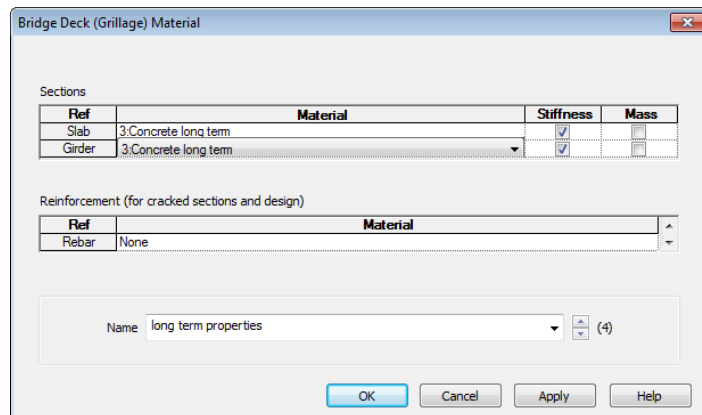 Bridge Deck (Grillage) Material
Sections
Ref Material Stiffness Mass
Slab 3:Concrete long term
Girder 3:Concrete long term
Reinforcement (for cracked sections and design)
Ref Material
Rebar None
Name long term properties (4)
OK Cancel Apply Help